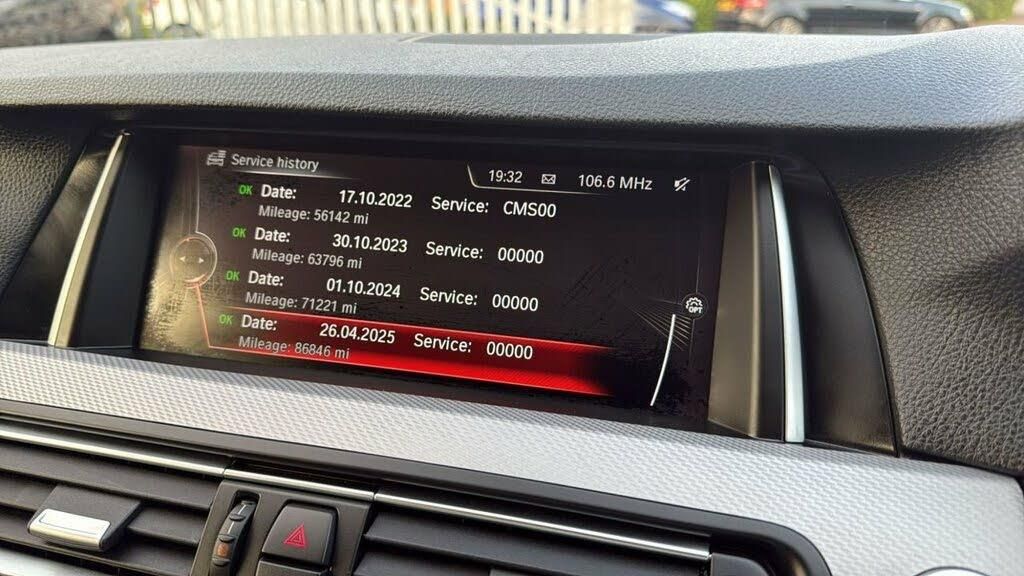 Service history
19:32 106.6 MHz
OK Date: 17.10.2022 Service: CMS00
Mileage: 56142 mi
OK Date: 30.10.2023 Service: 00000
Mileage: 63796 mi
OK Date: 01.10.2024 Service: 00000
Mileage: 71221 mi
OPT
OK Date: 26.04.2025 Service: 00000
Mileage: 86846 mi